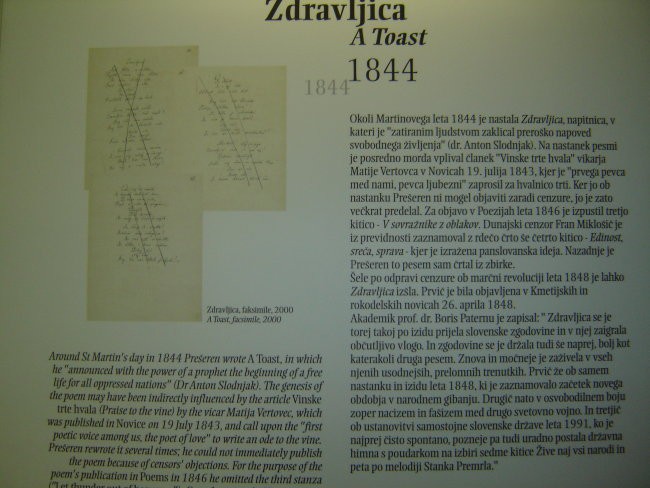 Zdravljica
A Toast
1844
1844
Okoli Martinovega leta 1844 je nastala Zdravljica, napitnica, v
kateri je "zatiranim ljudstvom zaklical preroško napoved
svobodnega življenja" (dr. Anton Slodnjak). Na nastanek pesmi
je posredno morda vplival članek "Vinske trte hvala" vikarja
Matije Vertovca v Novicah 19. julija 1843, kjer je "prvega pevca
med nami, pevca ljubezni" zaprosil za hvalnico trti. Ker jo ob
nastanku Prešeren ni mogel objaviti zaradi cenzure, jo je zato
večkrat predelal. Za objavo v Poezijah leta 1846 je izpustil tretjo
kitico - V sovražnike z oblakov. Dunajski cenzor Fran Miklošič je
iz previdnosti zaznamoval z rdečo črto še četrto kitico - Edinost,
sreča, sprava - kjer je izražena panslovanska ideja. Nazadnje je
Prešeren to pesem sam črtal iz zbirke.
Šele po odpravi cenzure ob marčni revoluciji leta 1848 je lahko
Zdravljica izšla. Prvič je bila objavljena v Kmetijskih in
rokodelskih novicah 26. aprila 1848.
Akademik prof. dr. Boris Paternu je zapisal: " Zdravljica se je
torej takoj po izidu prijela slovenske zgodovine in v njej zaigrala
občutljivo vlogo. In zgodovine se je držala tudi še naprej, bolj kot
katerakoli druga pesem. Znova in močneje je zaživela v vseh
njenih usodnejših, prelomnih trenutkih. Prvič že ob samem
nastanku in izidu leta 1848, ki je zaznamovalo začetek novega
obdobja v narodnem gibanju. Drugič nato v osvobodilnem boju
zoper nacizem in fašizem med drugo svetovno vojno. In tretjič
ob ustanovitvi samostojne slovenske države leta 1991, ko je
najprej čisto spontano, pozneje pa tudi uradno postala državna
himna s poudarkom na izbiri sedme kitice Žive naj vsi narodi in
peta po melodiji Stanka Premrla."
Zdravljica, faksimile, 2000
A Toast, facsimile, 2000
Around St Martin's day in 1844 Prešeren wrote A Toast, in which
he "announced with the power of a prophet the beginning of a free
life for all oppressed nations" (Dr Anton Slodnjak). The genesis of
the poem may have been indirectly influenced by the article Vinske
trte hvala (Praise to the vine) by the vicar Matija Vertovec, which
was published in Novice on 19 July 1843, and call upon the "first
poetic voice among us, the poet of love" to write an ode to the vine.
Prešeren rewrote it several times; he could not immediately publish
the poem because of censors' objections. For the purpose of the
poem's publication in Poems in 1846 he omitted the third stanza